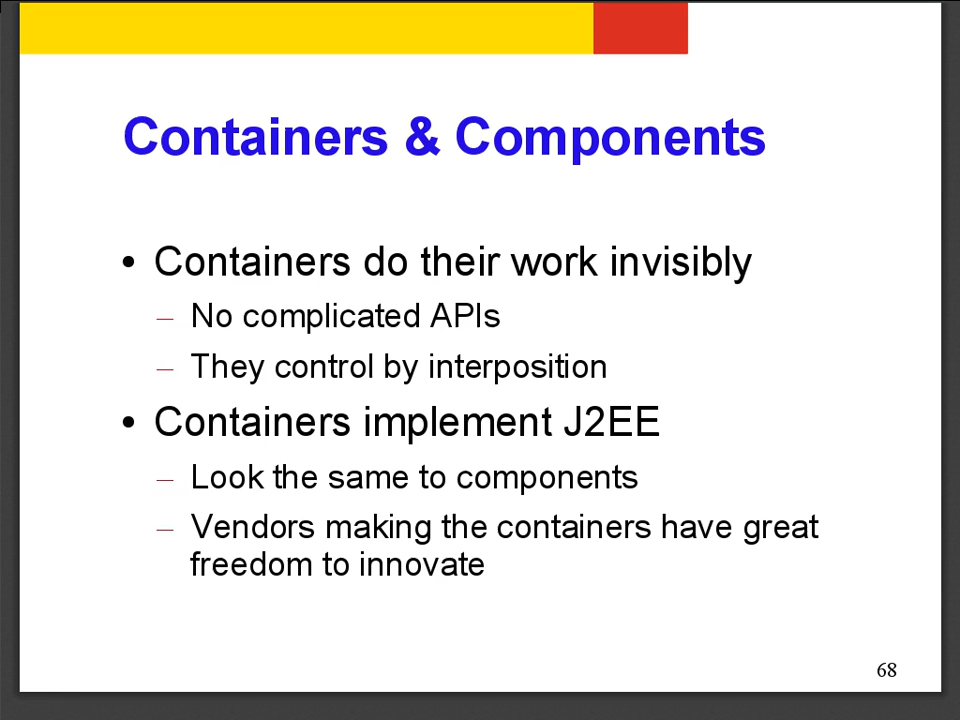 Containers & Components
• Containers do their work invisibly
– No complicated APIs
– They control by interposition
• Containers implement J2EE
– Look the same to components
– Vendors making the containers have great
freedom to innovate
68